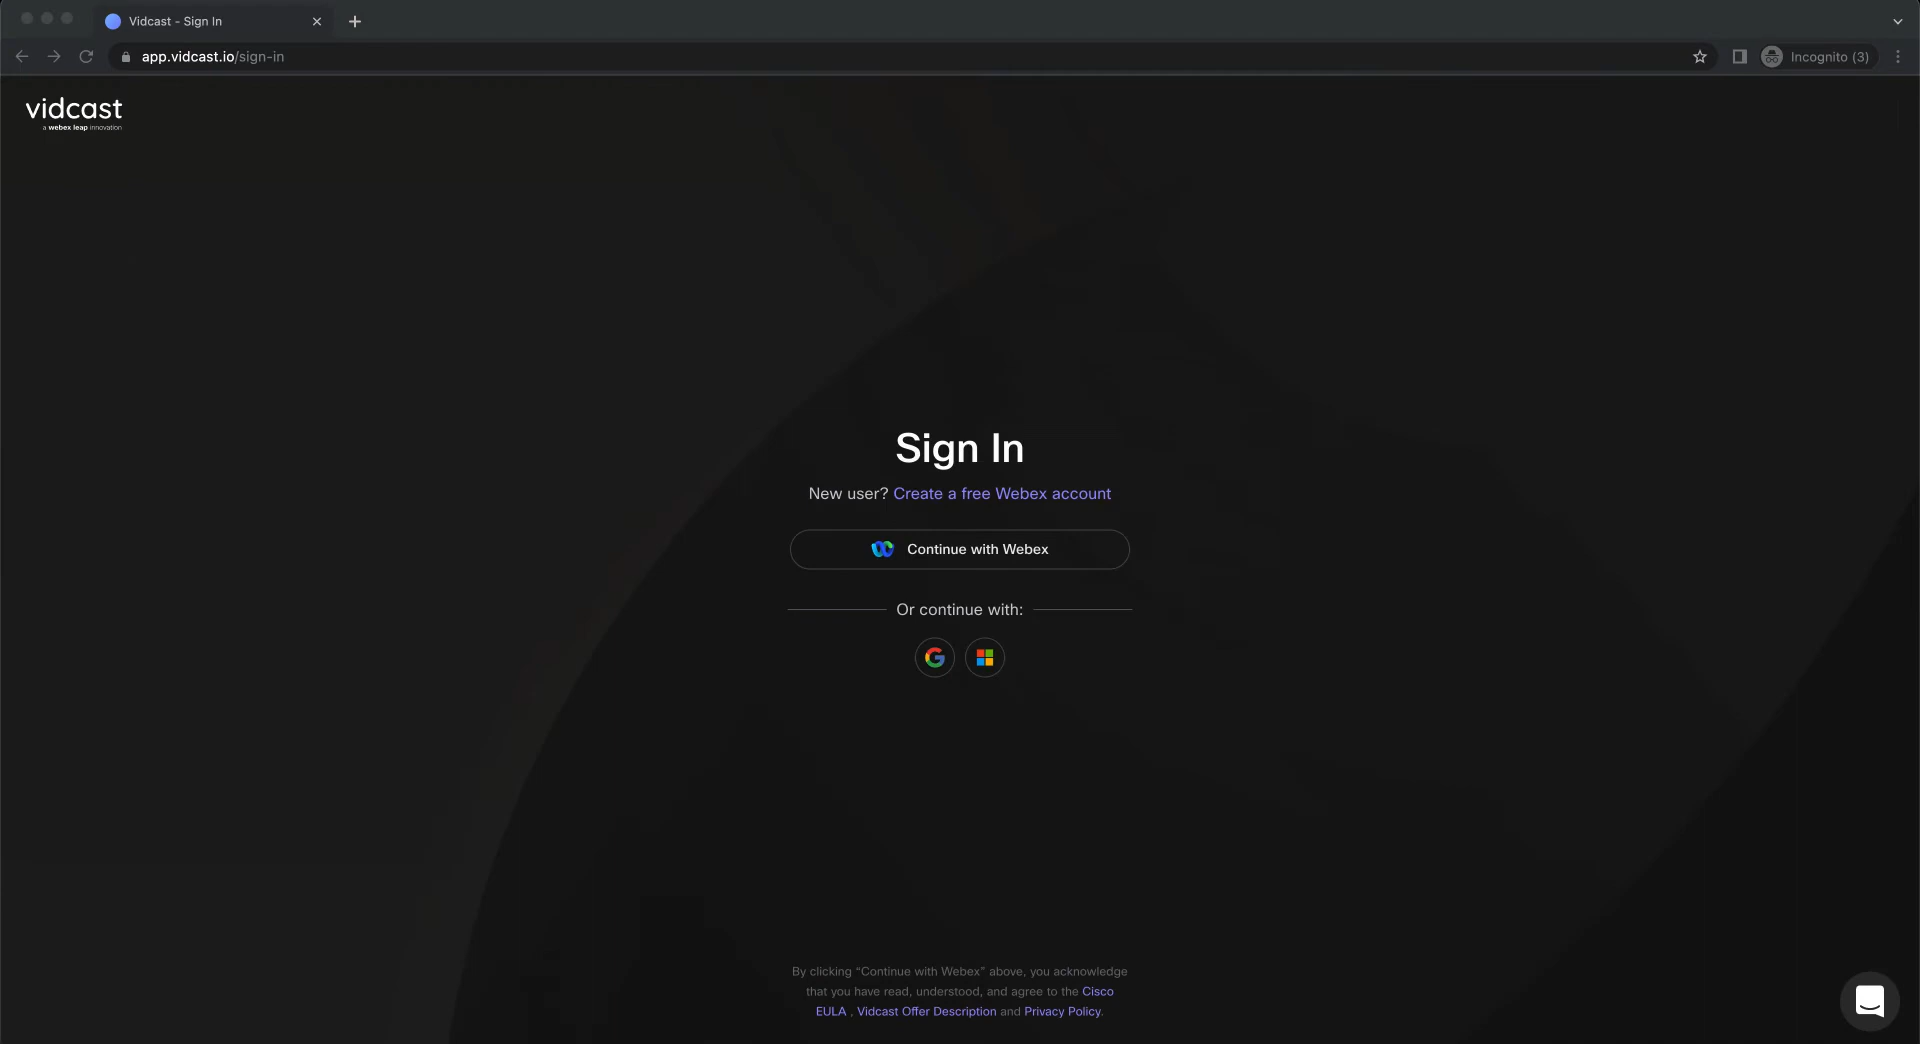 Vidcast - Sign In
app.vidcast.io/sign-in
Incognito (3)
vidcast
a webex leap innovation
Sign In
New user? Create a free Webex account
Continue with Webex
Or continue with:
By clicking “Continue with Webex” above, you acknowledge
that you have read, understood, and agree to the Cisco
EULA , Vidcast Offer Description and Privacy Policy.